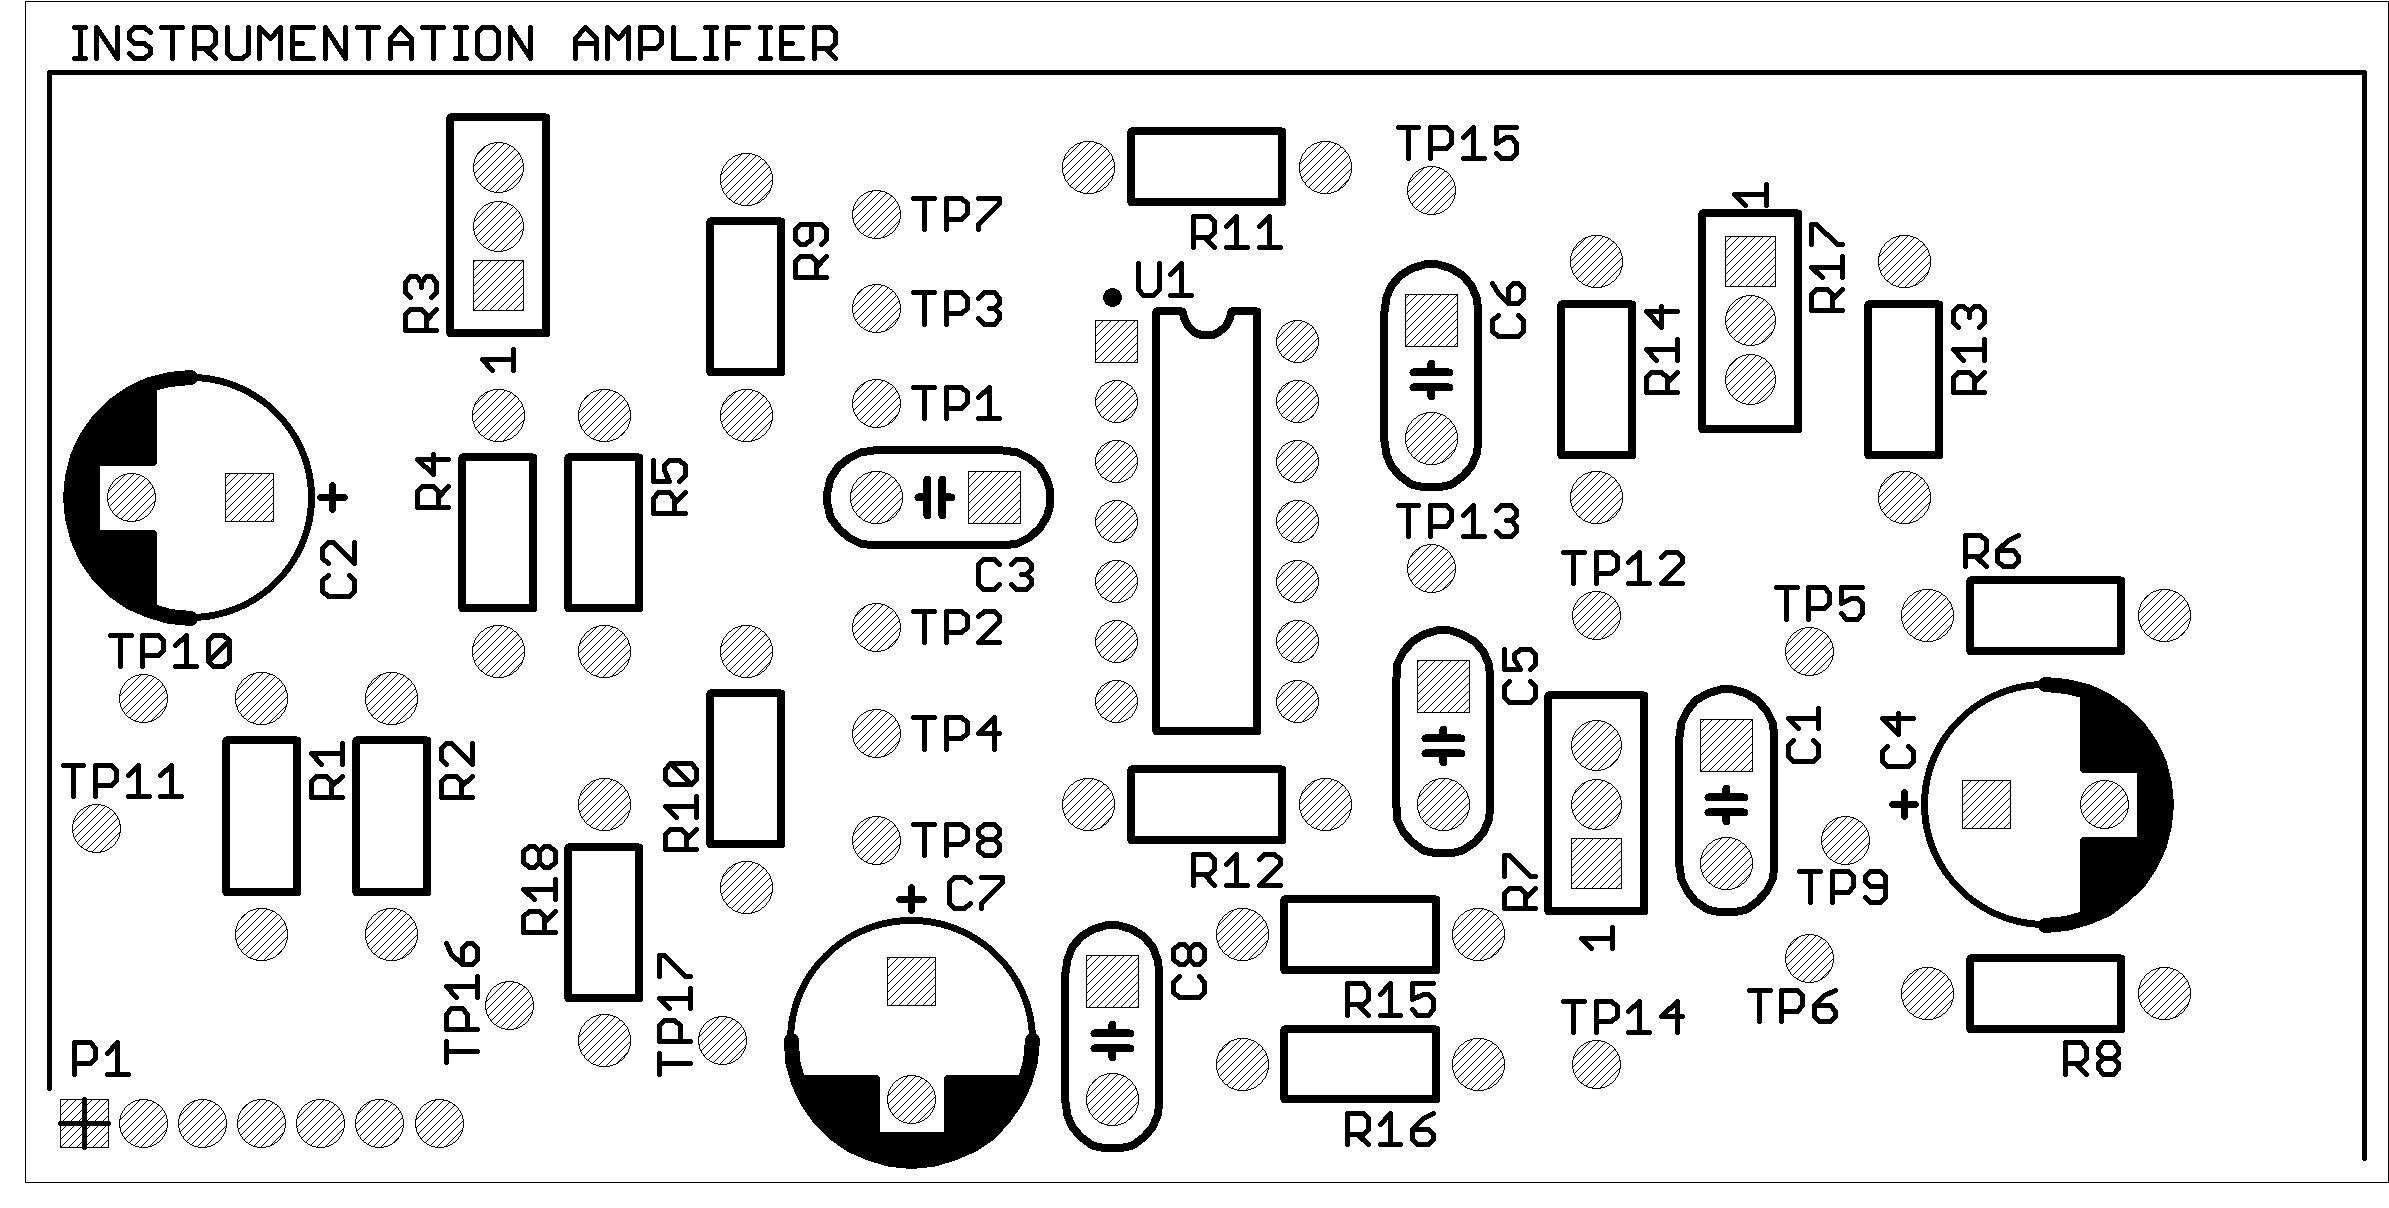 INSTRUMENTATION AMPLIFIER
TP15
1
TP7
R11
R9
R17
U1
R3
TP3
C6
R14
R13
1
TP1
R4
R5
+
TP13
C2
C3
R6
TP12
TP5
TP10
TP2
C5
C1
C4
TP4
TP11
R1
R2
R10
+
TP8
R12
R18
R7
TP9
+
C7
1
TP16
TP17
C8
R15
TP6
TP14
P1
R8
R16